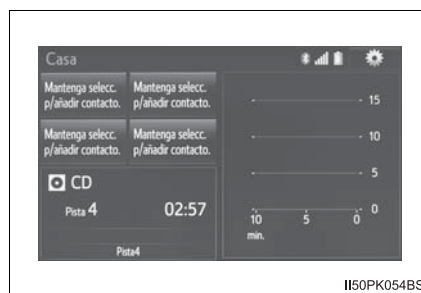 Casa
Mantenga selecc.
p/añadir contacto.
Mantenga selecc.
p/añadir contacto.
Mantenga selecc.
p/añadir contacto.
Mantenga selecc.
p/añadir contacto.
CD
Pista 4 02:57
Pista4
15
10
5
0
10 5 0
min.
II50PK054BS